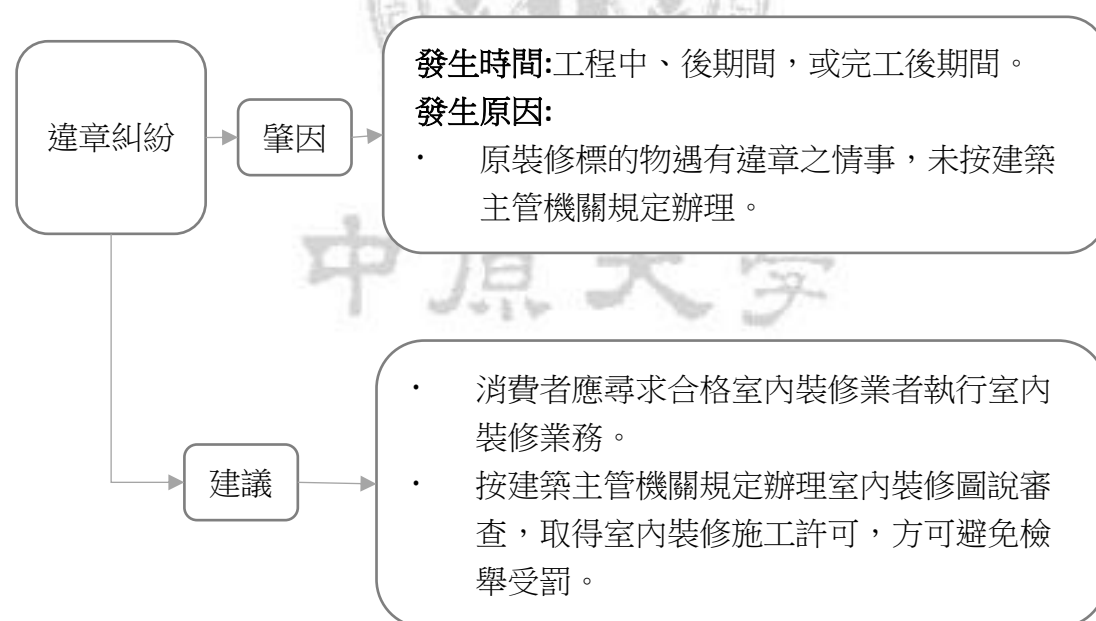 違章糾紛
肇因
發生時間:工程中、後期間，或完工後期間。
發生原因:
· 原裝修標的物遇有違章之情事，未按建築
主管機關規定辦理。
中原大學
建議
· 消費者應尋求合格室內裝修業者執行室內
裝修業務。
· 按建築主管機關規定辦理室內裝修圖說審
查，取得室內裝修施工許可，方可避免檢
舉受罰。